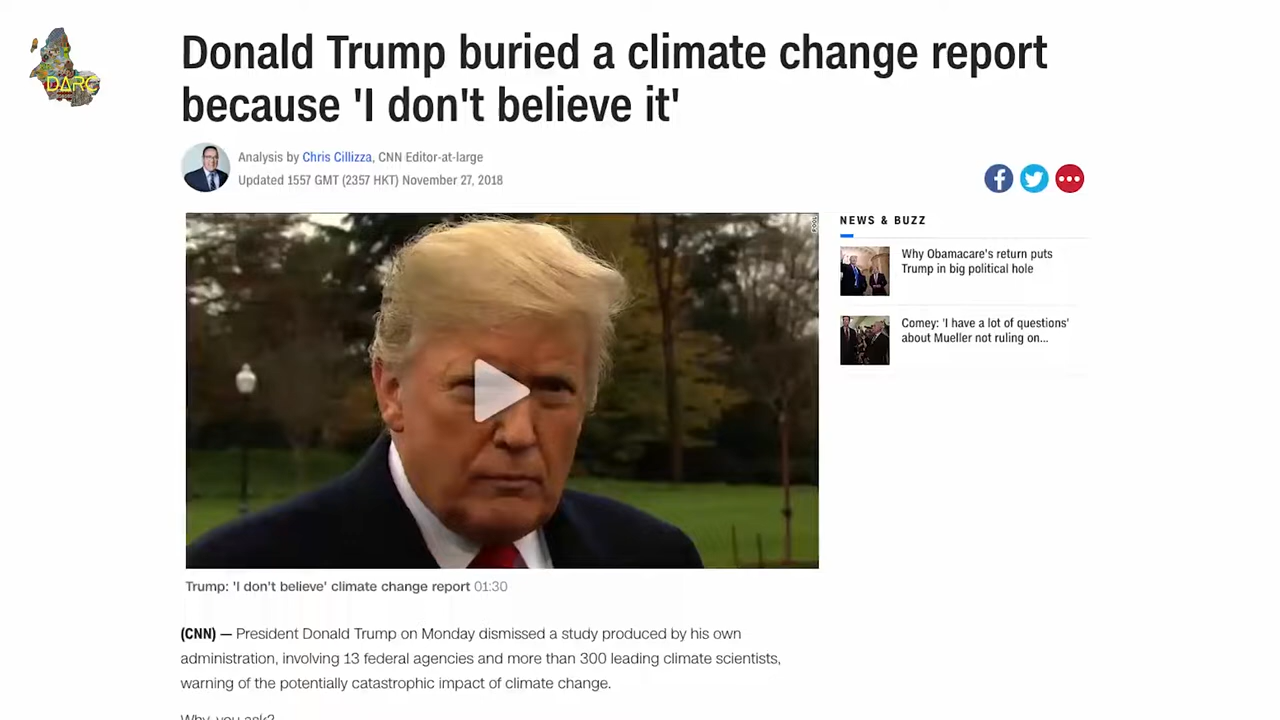 DARC
Donald Trump buried a climate change report
because 'I don't believe it'
Analysis by Chris Cillizza, CNN Editor-at-large
Updated 1557 GMT (2357 HKT) November 27, 2018
POOL
Trump: 'I don't believe' climate change report 01:30
(CNN) — President Donald Trump on Monday dismissed a study produced by his own
administration, involving 13 federal agencies and more than 300 leading climate scientists,
warning of the potentially catastrophic impact of climate change.
Why, you ask?
NEWS & BUZZ
Why Obamacare's return puts
Trump in big political hole
Comey: 'I have a lot of questions'
about Mueller not ruling on...